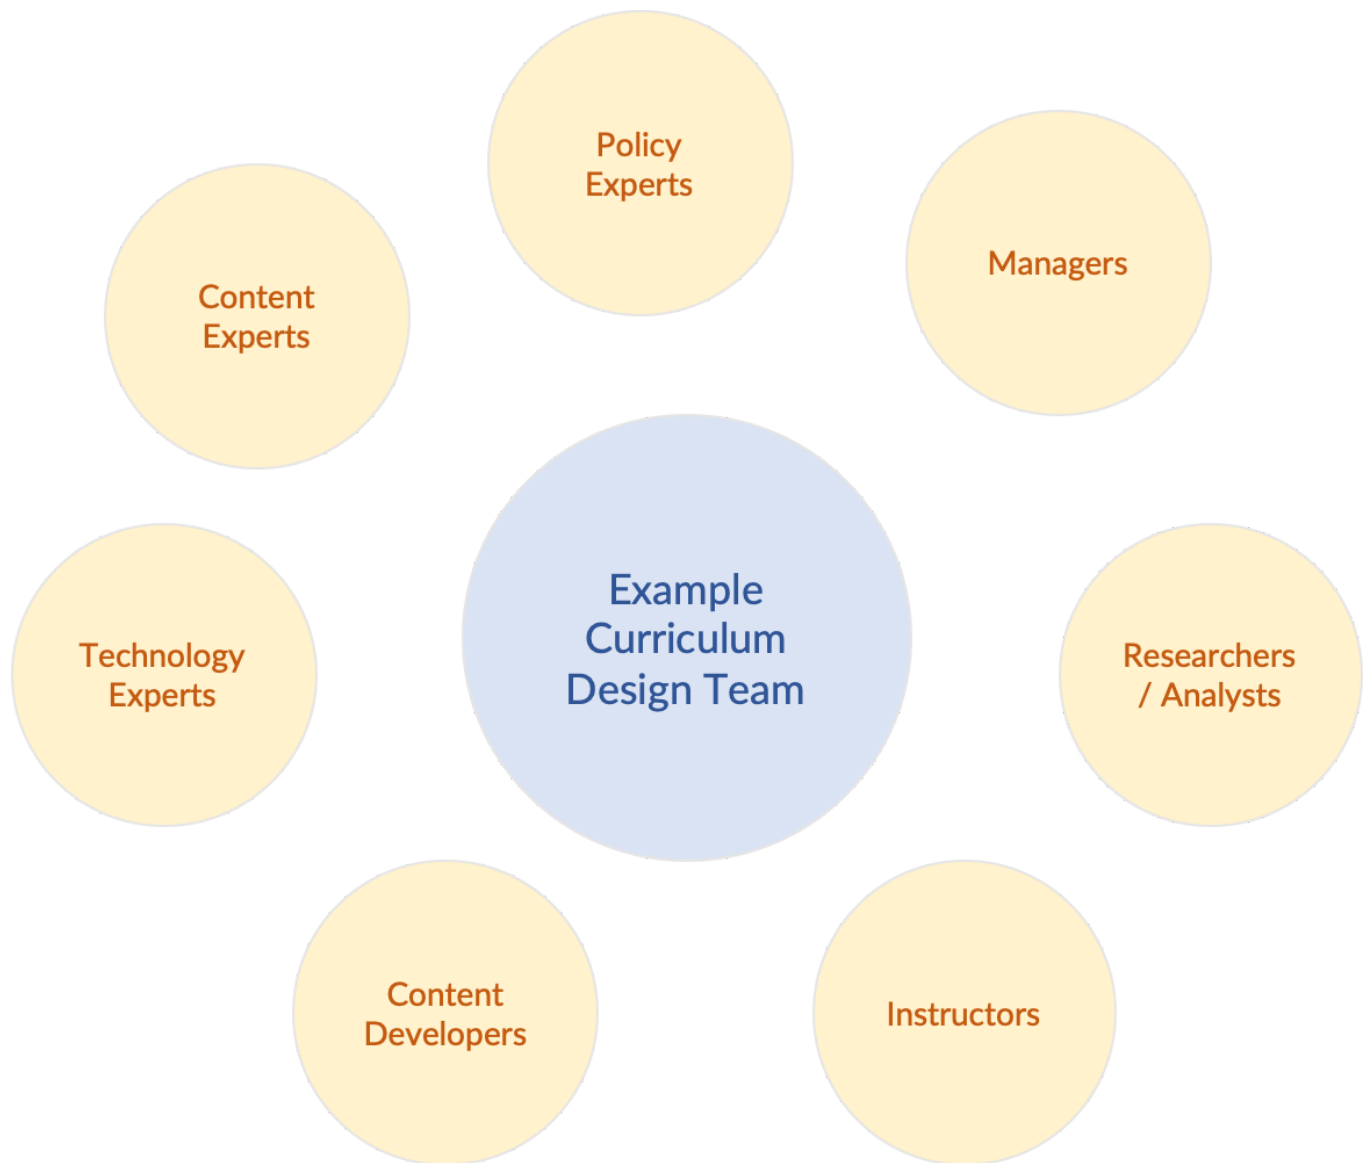 Policy
Experts
Managers
Content
Experts
Example
Curriculum
Design Team
Technology
Experts
Researchers
/ Analysts
Content
Developers
Instructors